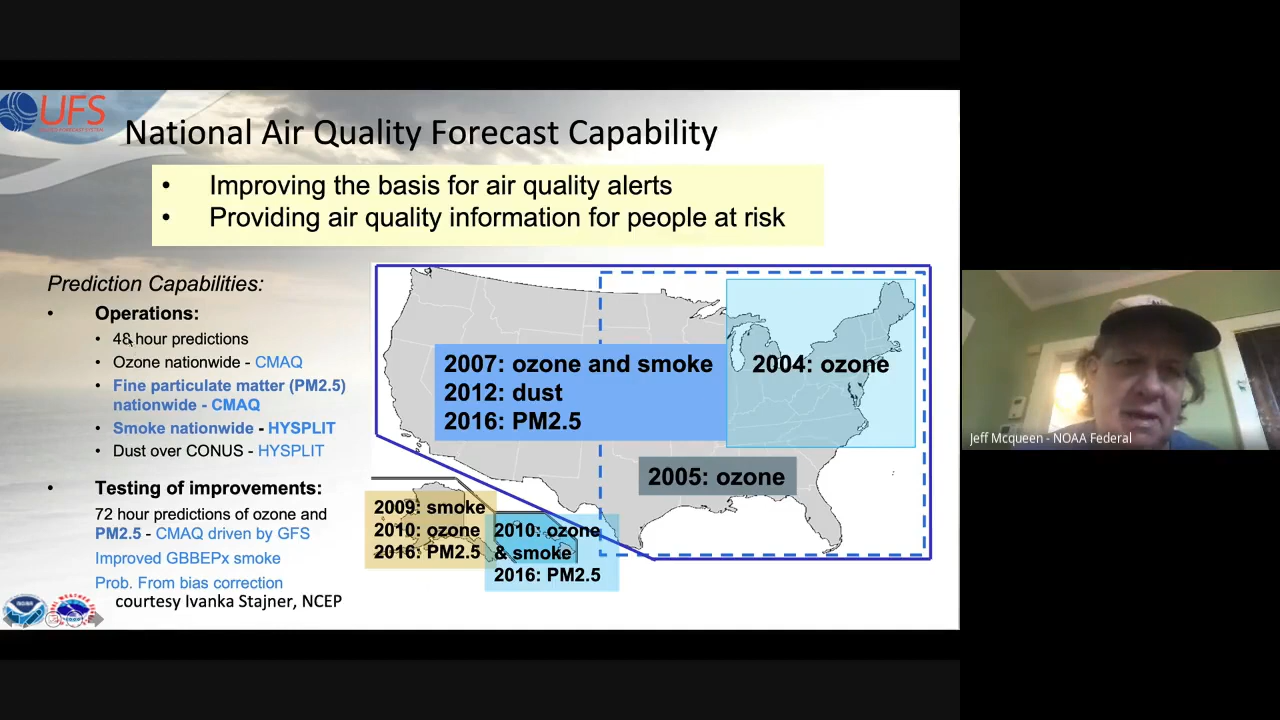 UFS
National Air Quality Forecast Capability
• Improving the basis for air quality alerts
• Providing air quality information for people at risk
Prediction Capabilities:
• Operations:
• 48 hour predictions
• Ozone nationwide - CMAQ
• Fine particulate matter (PM2.5)
nationwide - CMAQ
• Smoke nationwide - HYSPLIT
• Dust over CONUS - HYSPLIT
• Testing of improvements:
72 hour predictions of ozone and
PM2.5 - CMAQ driven by GFS
Improved GBBEPx smoke
Prob. From bias correction
courtesy Ivanka Stajner, NCEP
2007: ozone and smoke
2012: dust
2016: PM2.5
2004: ozone
2005: ozone
2009: smoke
2010: ozone
2016: PM2.5
2010: ozone
& smoke
2016: PM2.5
Jeff Mcqueen - NOAA Federal